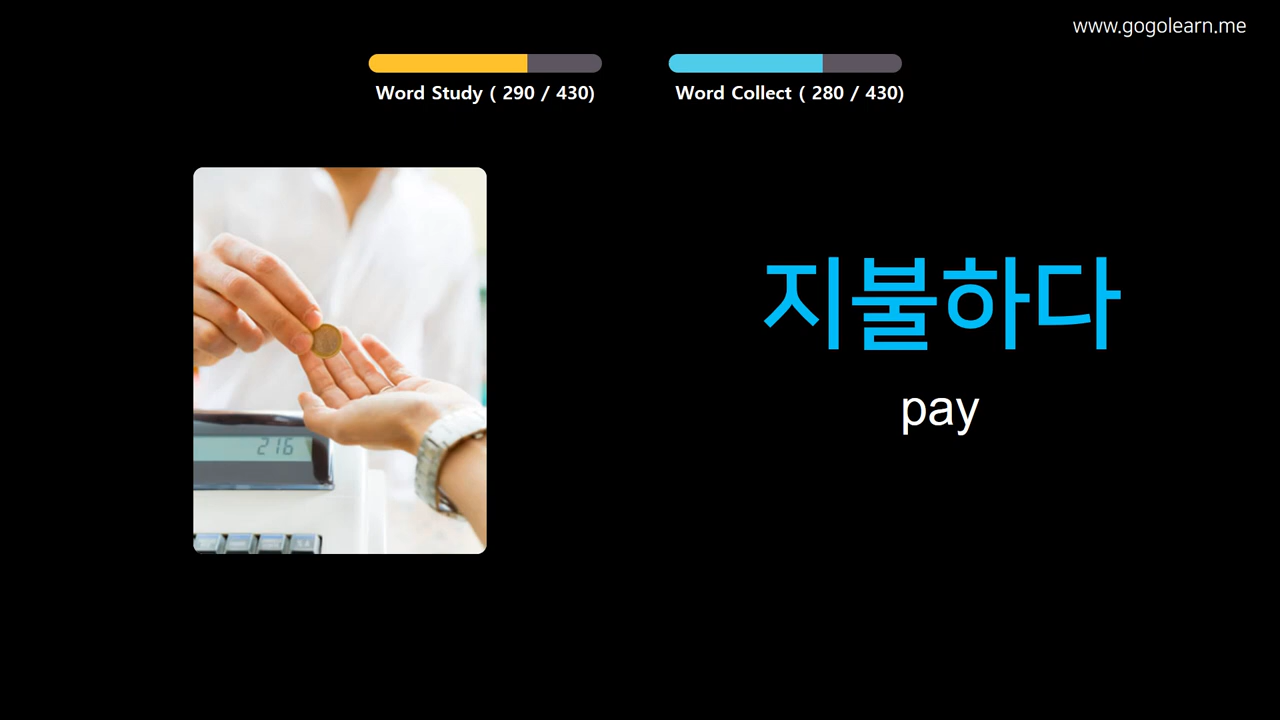 www.gogolearn.me
Word Study ( 290 / 430)
Word Collect ( 280 / 430)
지불하다
pay
216